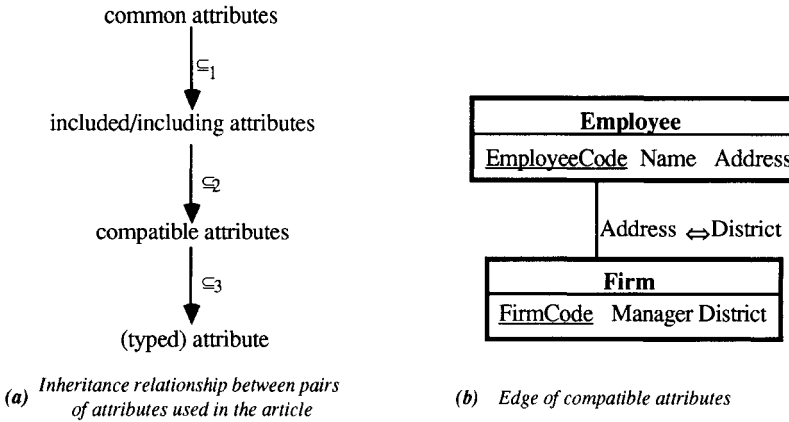 common attributes
⊆1
included/including attributes
⊆2
compatible attributes
⊆3
(typed) attribute
(a) Inheritance relationship between pairs
of attributes used in the article
Employee
EmployeeCode Name Address
Address ⇔ District
Firm
FirmCode Manager District
(b) Edge of compatible attributes